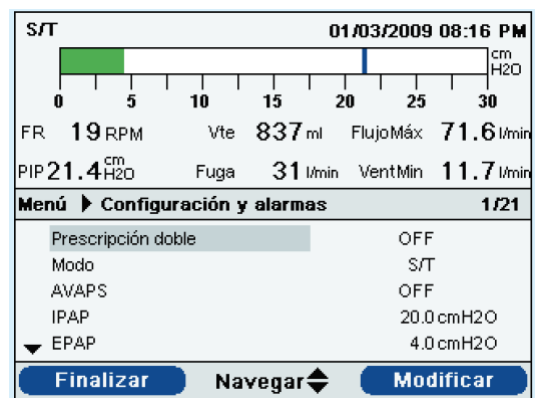 S/T 01/03/2009 08:16 PM
cm H2O
0 5 10 15 20 25 30
FR 19 RPM Vte 837 ml FlujoMáx 71.6 l/min
PIP 21.4 cm H2O Fuga 31 l/min VentMin 11.7 l/min
Menú Configuración y alarmas 1/21
Prescripción doble OFF
Modo S/T
AVAPS OFF
IPAP 20.0 cmH2O
EPAP 4.0 cmH2O
Finalizar Navegar Modificar